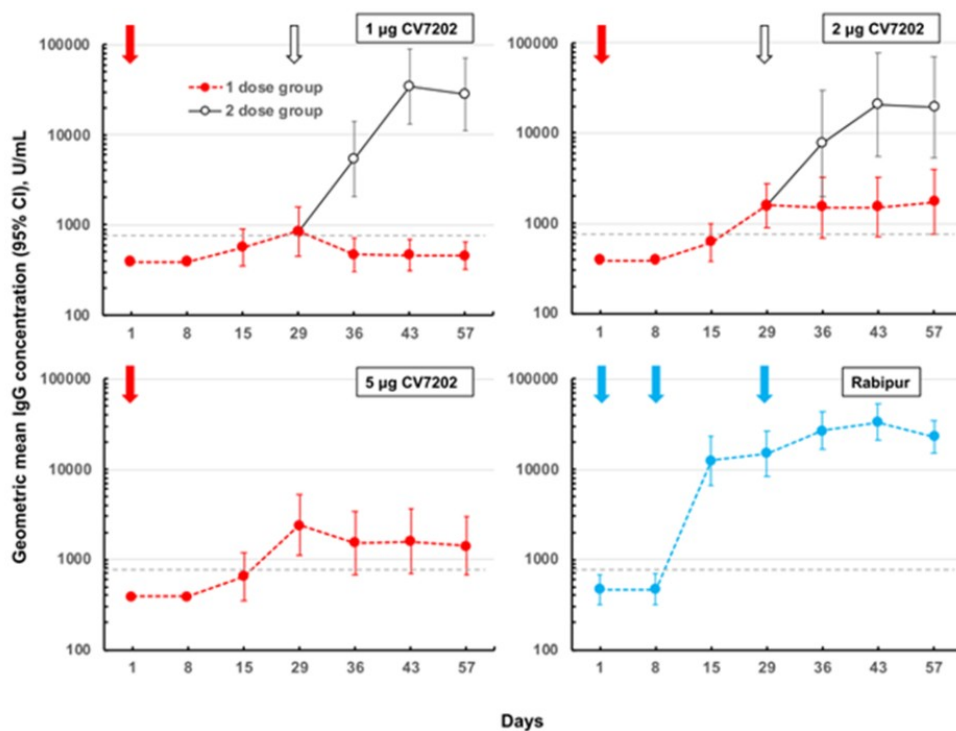 1 µg CV7202
2 µg CV7202
1 dose group
2 dose group
Geometric mean IgG concentration (95% CI), U/mL
100000
10000
1000
100
1 8 15 29 36 43 57
100000
10000
1000
100
1 8 15 29 36 43 57
5 µg CV7202
Rabipur
100000
10000
1000
100
1 8 15 29 36 43 57
100000
10000
1000
100
1 8 15 29 36 43 57
Days